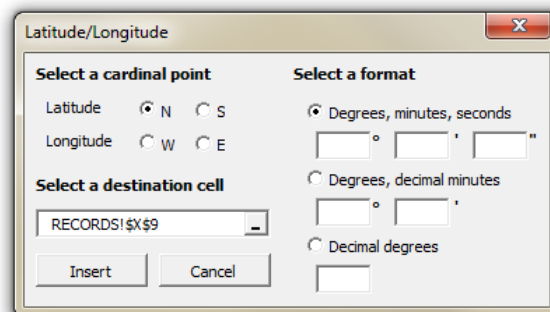 Latitude/Longitude
Select a cardinal point
Latitude N S
Longitude W E
Select a destination cell
RECORDS!$X$9
Insert Cancel
Select a format
Degrees, minutes, seconds
° ' "
Degrees, decimal minutes
° '
Decimal degrees